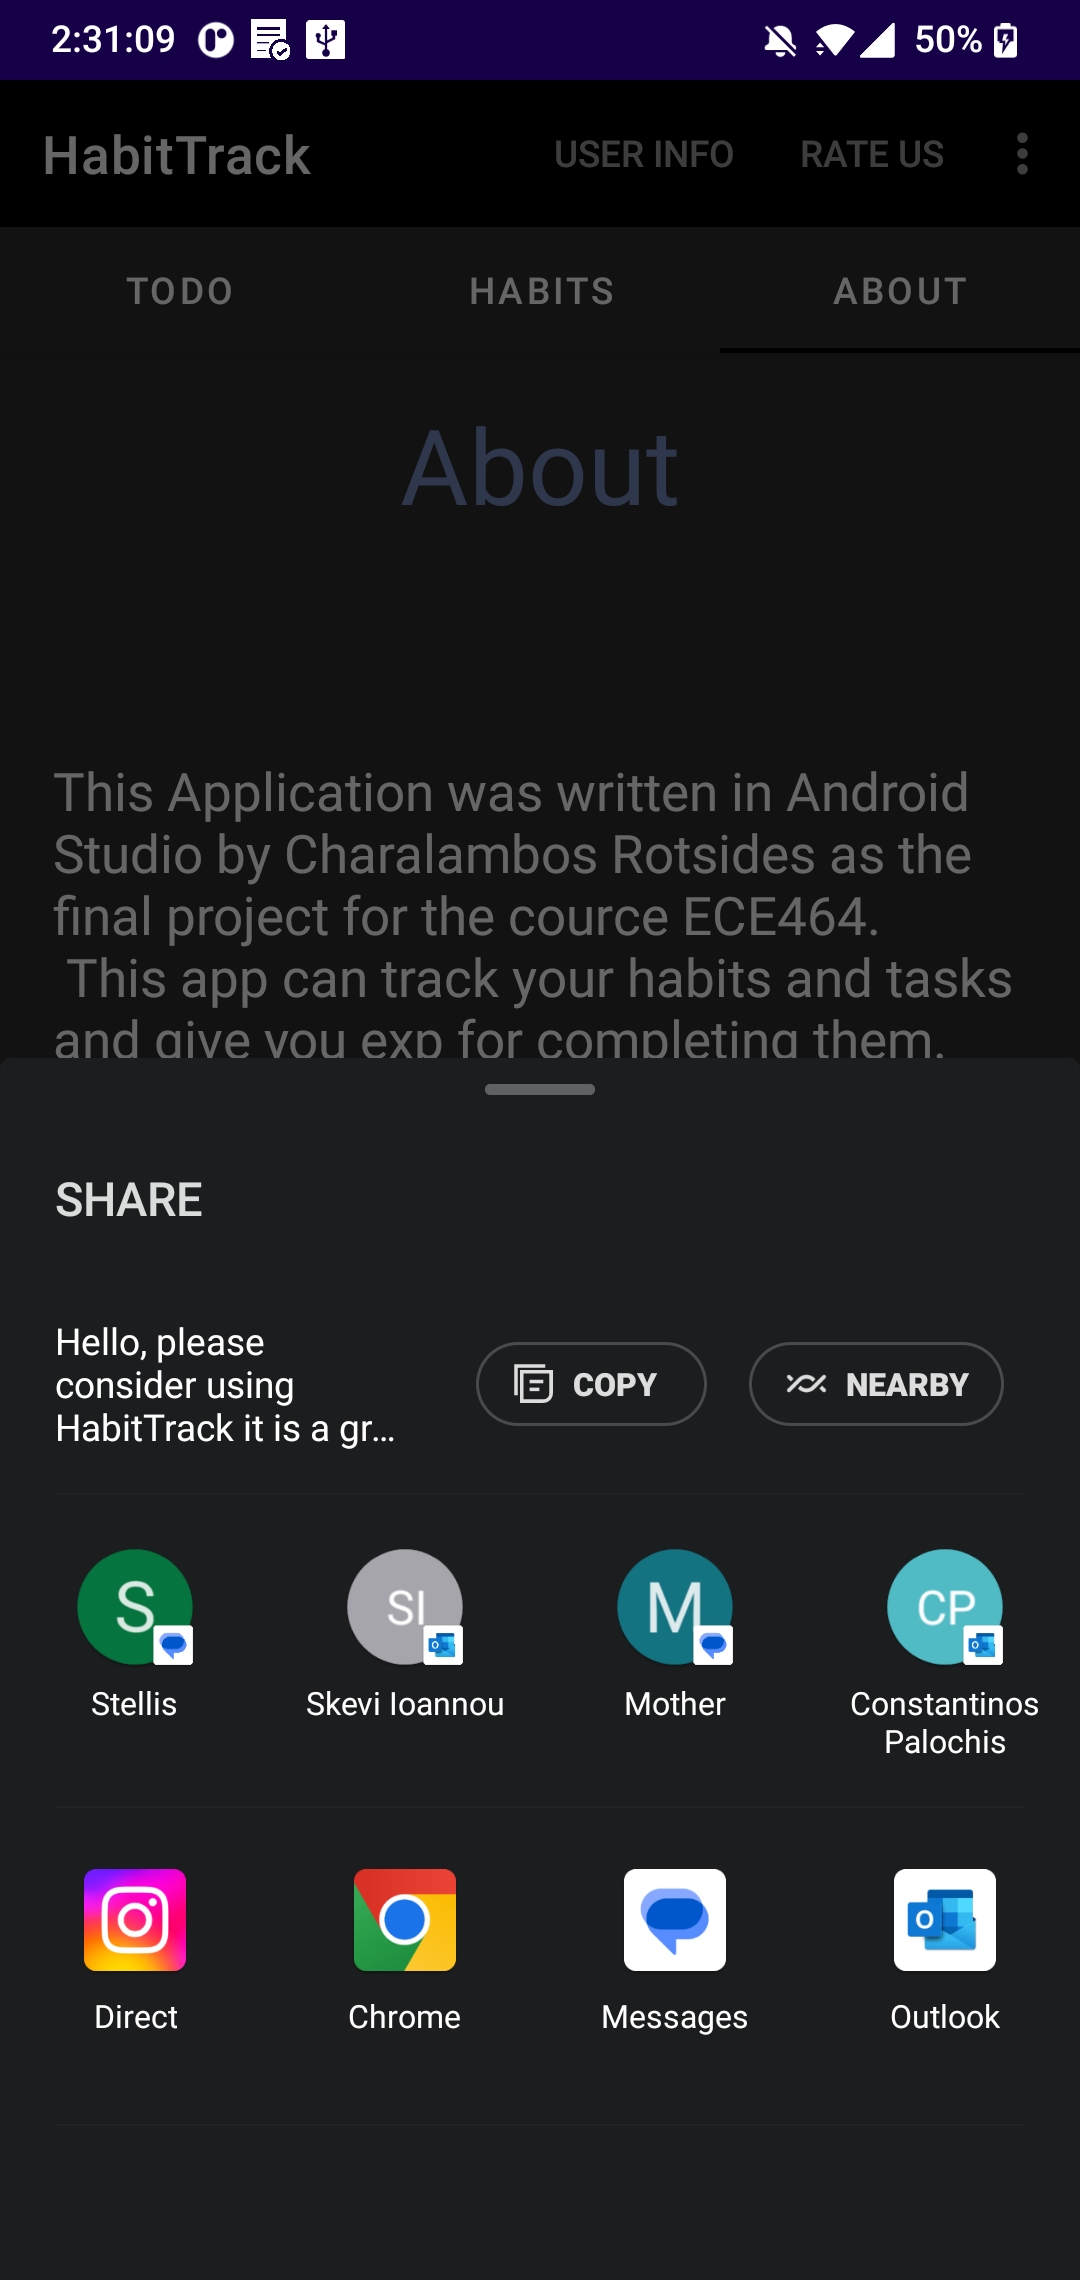 2:31:09
50%
HabitTrack
USER INFO
RATE US
TODO
HABITS
ABOUT
About
This Application was written in Android
Studio by Charalambos Rotsides as the
final project for the cource ECE464.
This app can track your habits and tasks
and give you exp for completing them.
SHARE
Hello, please
consider using
HabitTrack it is a gr...
COPY
NEARBY
S
SI
M
CP
Stellis
Skevi Ioannou
Mother
Constantinos
Palochis
Direct
Chrome
Messages
Outlook